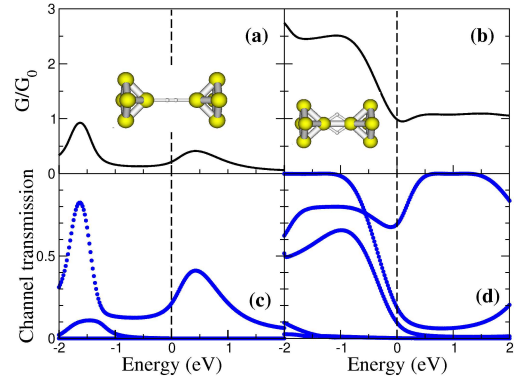 3
(a)
(b)
2
G/G0
1
0
Channel transmission
0.5
(c)
(d)
0
-2 -1 0 1 -2 -1 0 1 2
Energy (eV) Energy (eV)